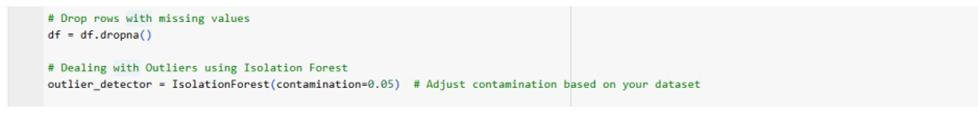 # Drop rows with missing values
df = df.dropna()
# Dealing with Outliers using Isolation Forest
outlier_detector = IsolationForest(contamination=0.05)  # Adjust contamination based on your dataset